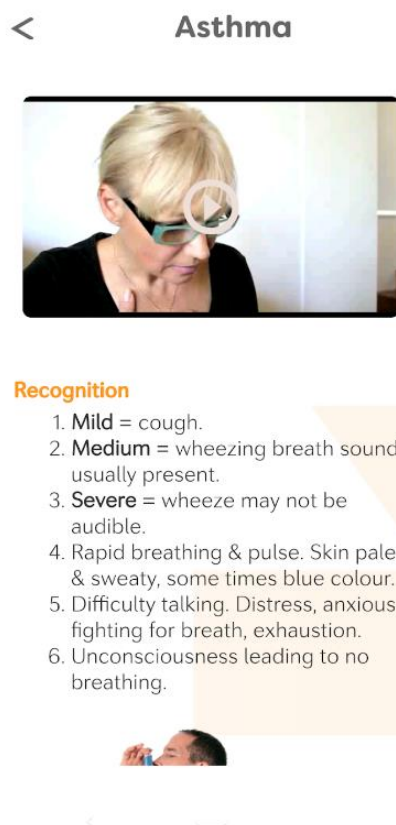 < Asthma
Recognition
1. Mild = cough.
2. Medium = wheezing breath sound
usually present.
3. Severe = wheeze may not be
audible.
4. Rapid breathing & pulse. Skin pale
& sweaty, some times blue colour.
5. Difficulty talking. Distress, anxious
fighting for breath, exhaustion.
6. Unconsciousness leading to no
breathing.